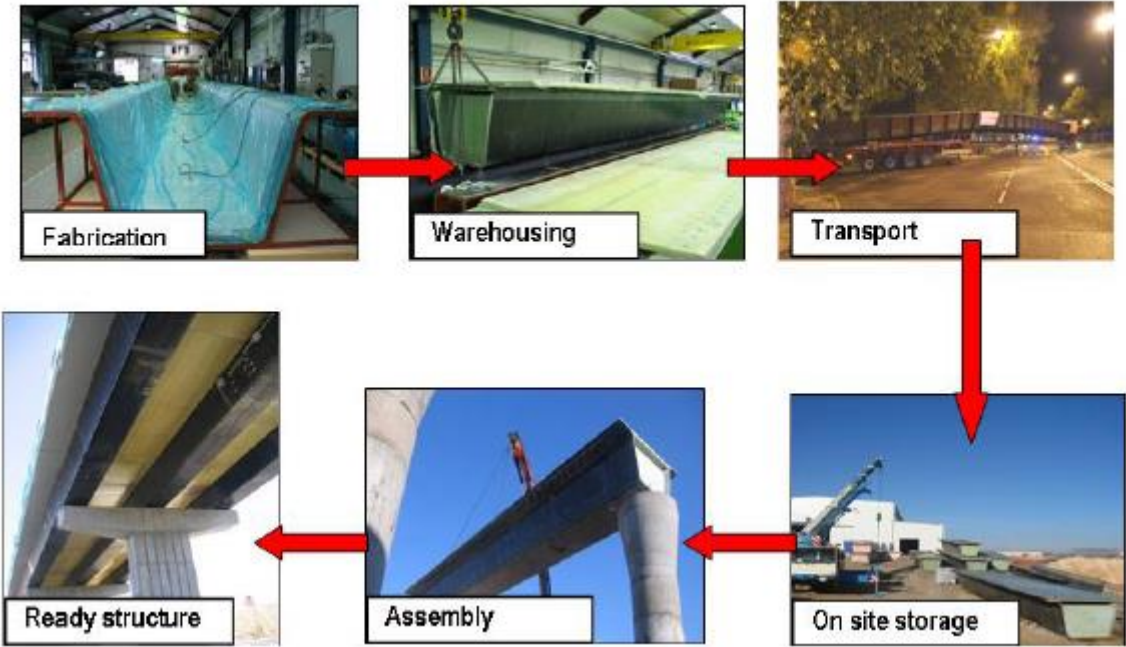 Fabrication
Warehousing
Transport
On site storage
Assembly
Ready structure